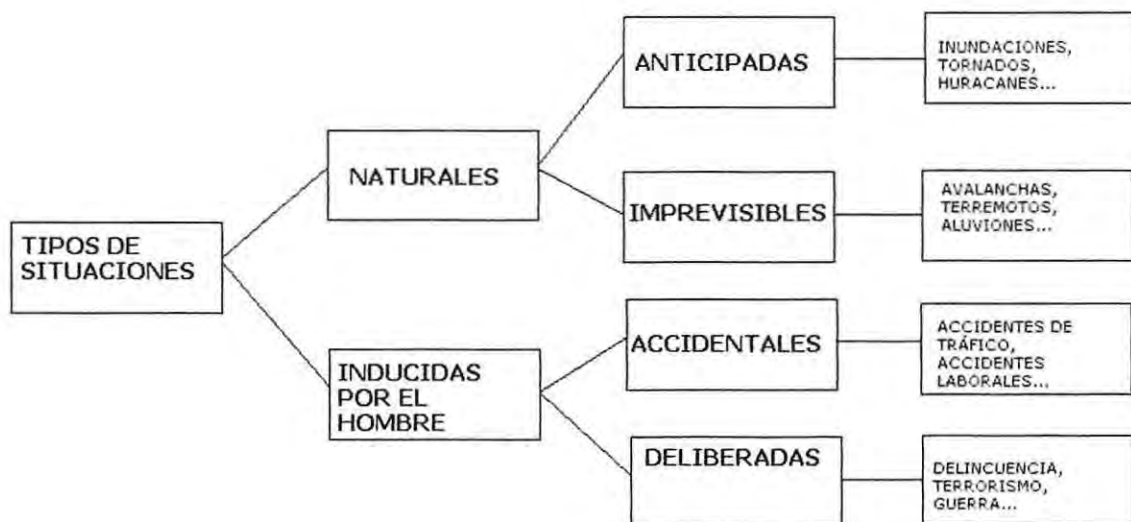 TIPOS DE
SITUACIONES
NATURALES
ANTICIPADAS
INUNDACIONES,
TORNADOS,
HURACANES...
IMPREVISIBLES
AVALANCHAS,
TERREMOTOS,
ALUVIONES...
INDUCIDAS
POR EL
HOMBRE
ACCIDENTALES
ACCIDENTES DE
TRÁFICO,
ACCIDENTES
LABORALES...
DELIBERADAS
DELINCUENCIA,
TERRORISMO,
GUERRA...